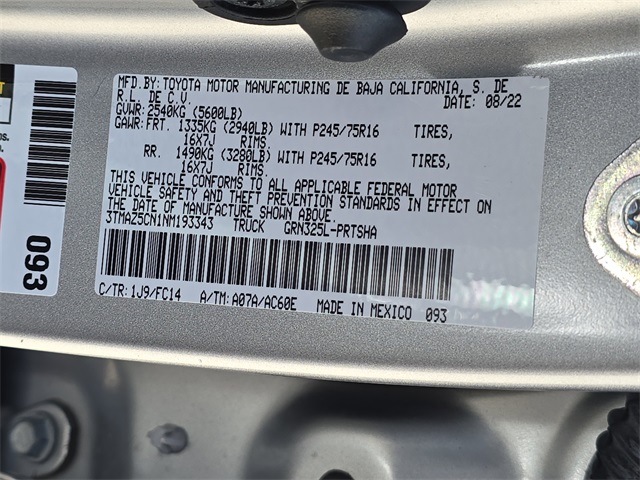 MFD.BY: TOYOTA MOTOR MANUFACTURING DE BAJA CALIFORNIA, S. DE
R L. DE C.V. DATE: 08/22
GVWR: 2540KG (5600LB)
GAWR: FRT. 1335KG (2940LB) WITH P245/75R16 TIRES,
16X7J RIMS.
RR. 1490KG (3280LB) WITH P245/75R16 TIRES,
16X7J RIMS.
THIS VEHICLE CONFORMS TO ALL APPLICABLE FEDERAL MOTOR
VEHICLE SAFETY AND THEFT PREVENTION STANDARDS IN EFFECT ON
THE DATE OF MANUFACTURE SHOWN ABOVE.
3TMAZ5CN1NM193343 TRUCK GRN325L-PRTSHA
C/TR: 1J9/FC14 A/TM: A07A/AC60E MADE IN MEXICO 093
093